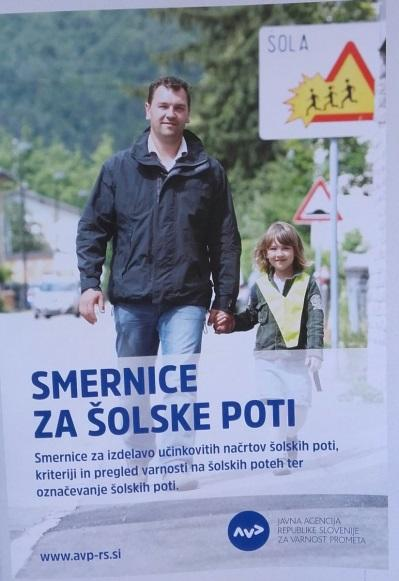 ŠOLA
SMERNICE
ZA ŠOLSKE POTI
Smernice za izdelavo učinkovitih načrtov šolskih poti,
kriteriji in pregled varnosti na šolskih poteh ter
označevanje šolskih poti.
www.avp-rs.si
JAVNA AGENCIJA
REPUBLIKE SLOVENIJE
ZA VARNOST PROMETA